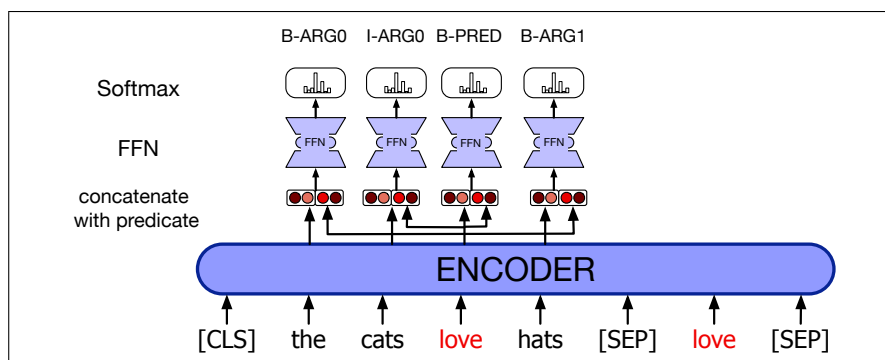 B-ARG0 I-ARG0 B-PRED B-ARG1
Softmax
FFN FFN FFN FFN FFN
concatenate
with predicate
ENCODER
[CLS] the cats love hats [SEP] love [SEP]